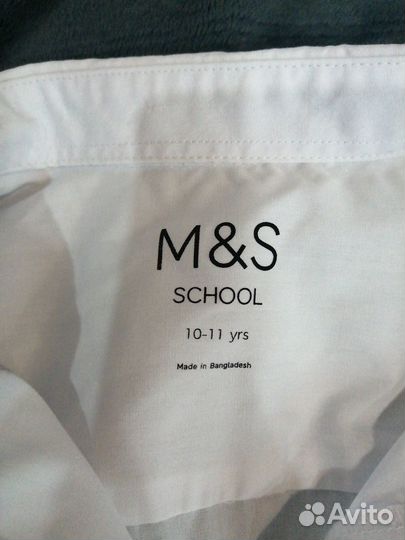 M&S
SCHOOL
10-11 yrs
Made in Bangladesh
Avito